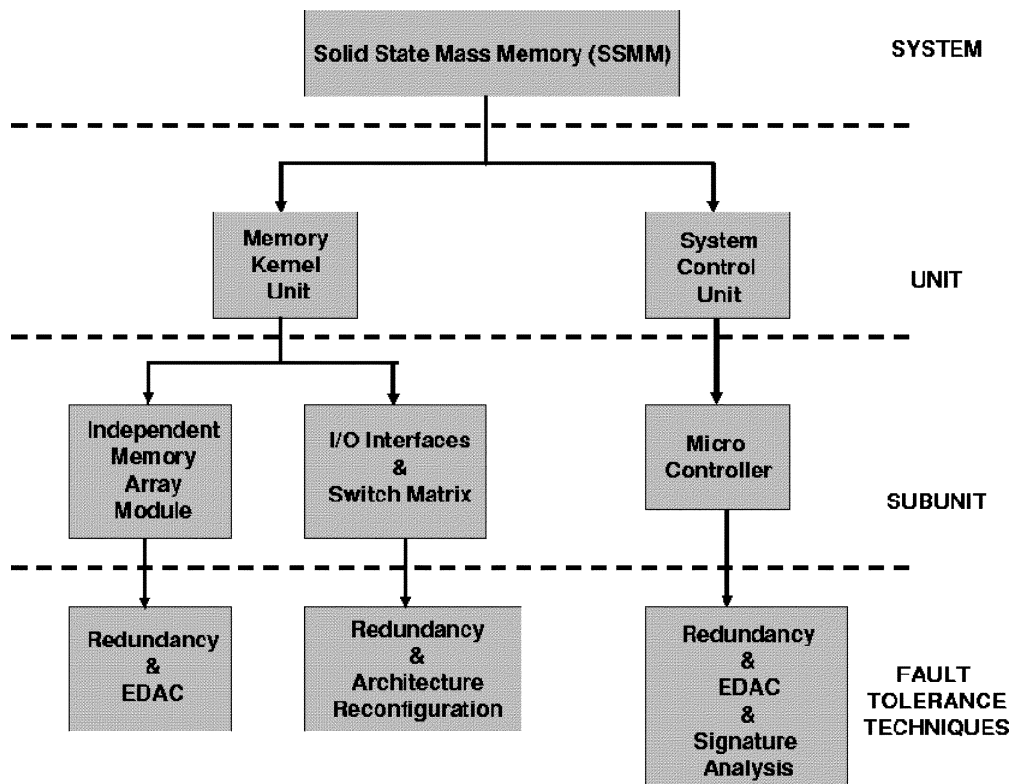 Solid State Mass Memory (SSMM)
SYSTEM
Memory
Kernel
Unit
System
Control
Unit
UNIT
Independent
Memory
Array
Module
I/O Interfaces
&
Switch Matrix
Micro
Controller
SUBUNIT
Redundancy
&
EDAC
Redundancy
&
Architecture
Reconfiguration
Redundancy
&
EDAC
&
Signature
Analysis
FAULT
TOLERANCE
TECHNIQUES